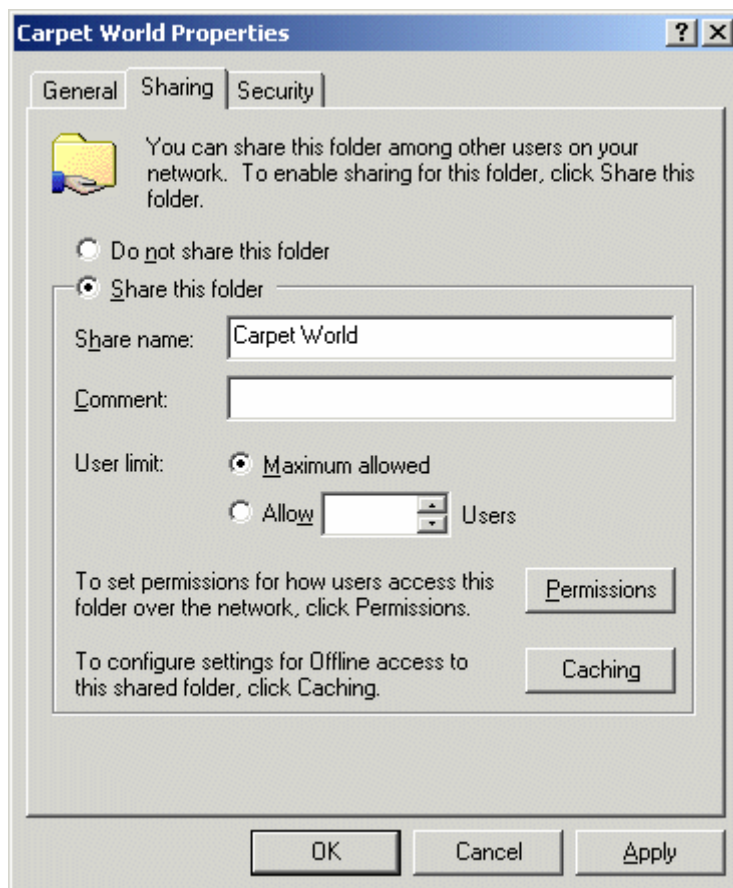 Carpet World Properties
General Sharing Security
You can share this folder among other users on your
network. To enable sharing for this folder, click Share this
folder.
Do not share this folder
Share this folder
Share name: Carpet World
Comment:
User limit: Maximum allowed
Allow Users
To set permissions for how users access this
folder over the network, click Permissions.
Permissions
To configure settings for Offline access to
this shared folder, click Caching.
Caching
OK Cancel Apply